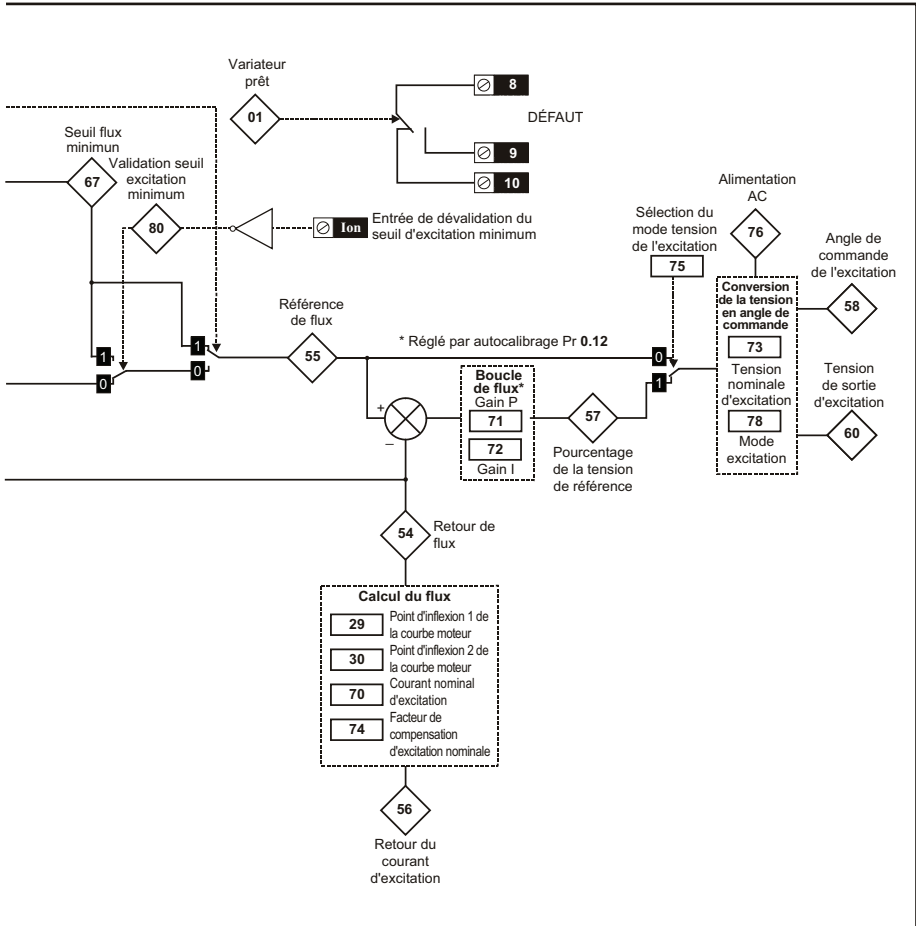 Variateur
prêt
01
8
DÉFAUT
9
10
Seuil flux
minimun
67
Validation seuil
excitation
minimum
80
Ion
Entrée de dévalidation du
seuil d'excitation minimum
Alimentation
AC
76
Sélection du
mode tension
de l'excitation
75
Angle de
commande
de l'excitation
58
Conversion
de la tension
en angle de
commande
73
Tension
nominale
d'excitation
78
Mode
excitation
Tension
de sortie
d'excitation
60
Référence
de flux
55
* Réglé par autocalibrage Pr 0.12
1
0
1
0
0
1
+
–
Boucle
de flux*
Gain P
71
72
Gain I
57
Pourcentage
de la tension
de référence
54
Retour de
flux
Calcul du flux
29
Point d'inflexion 1 de
la courbe moteur
30
Point d'inflexion 2 de
la courbe moteur
70
Courant nominal
d'excitation
74
Facteur de
compensation
d'excitation nominale
56
Retour du
courant
d'excitation